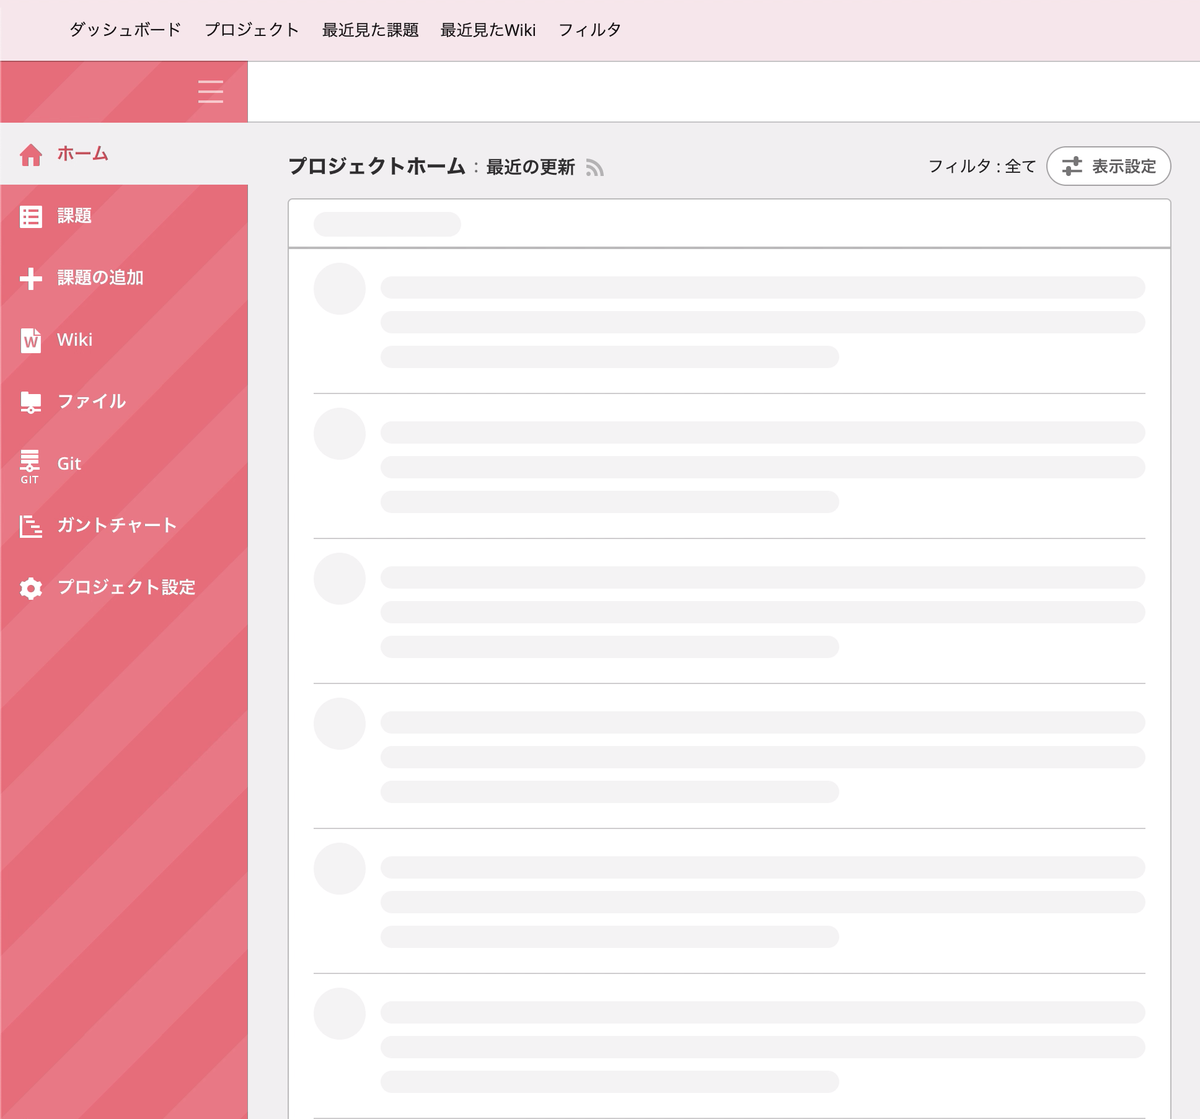 ダッシュボード プロジェクト 最近見た課題 最近見たWiki フィルタ
ホーム
課題
課題の追加
W
Wiki
ファイル
Git
GIT
ガントチャート
プロジェクト設定
プロジェクトホーム : 最近の更新
フィルタ : 全て
表示設定